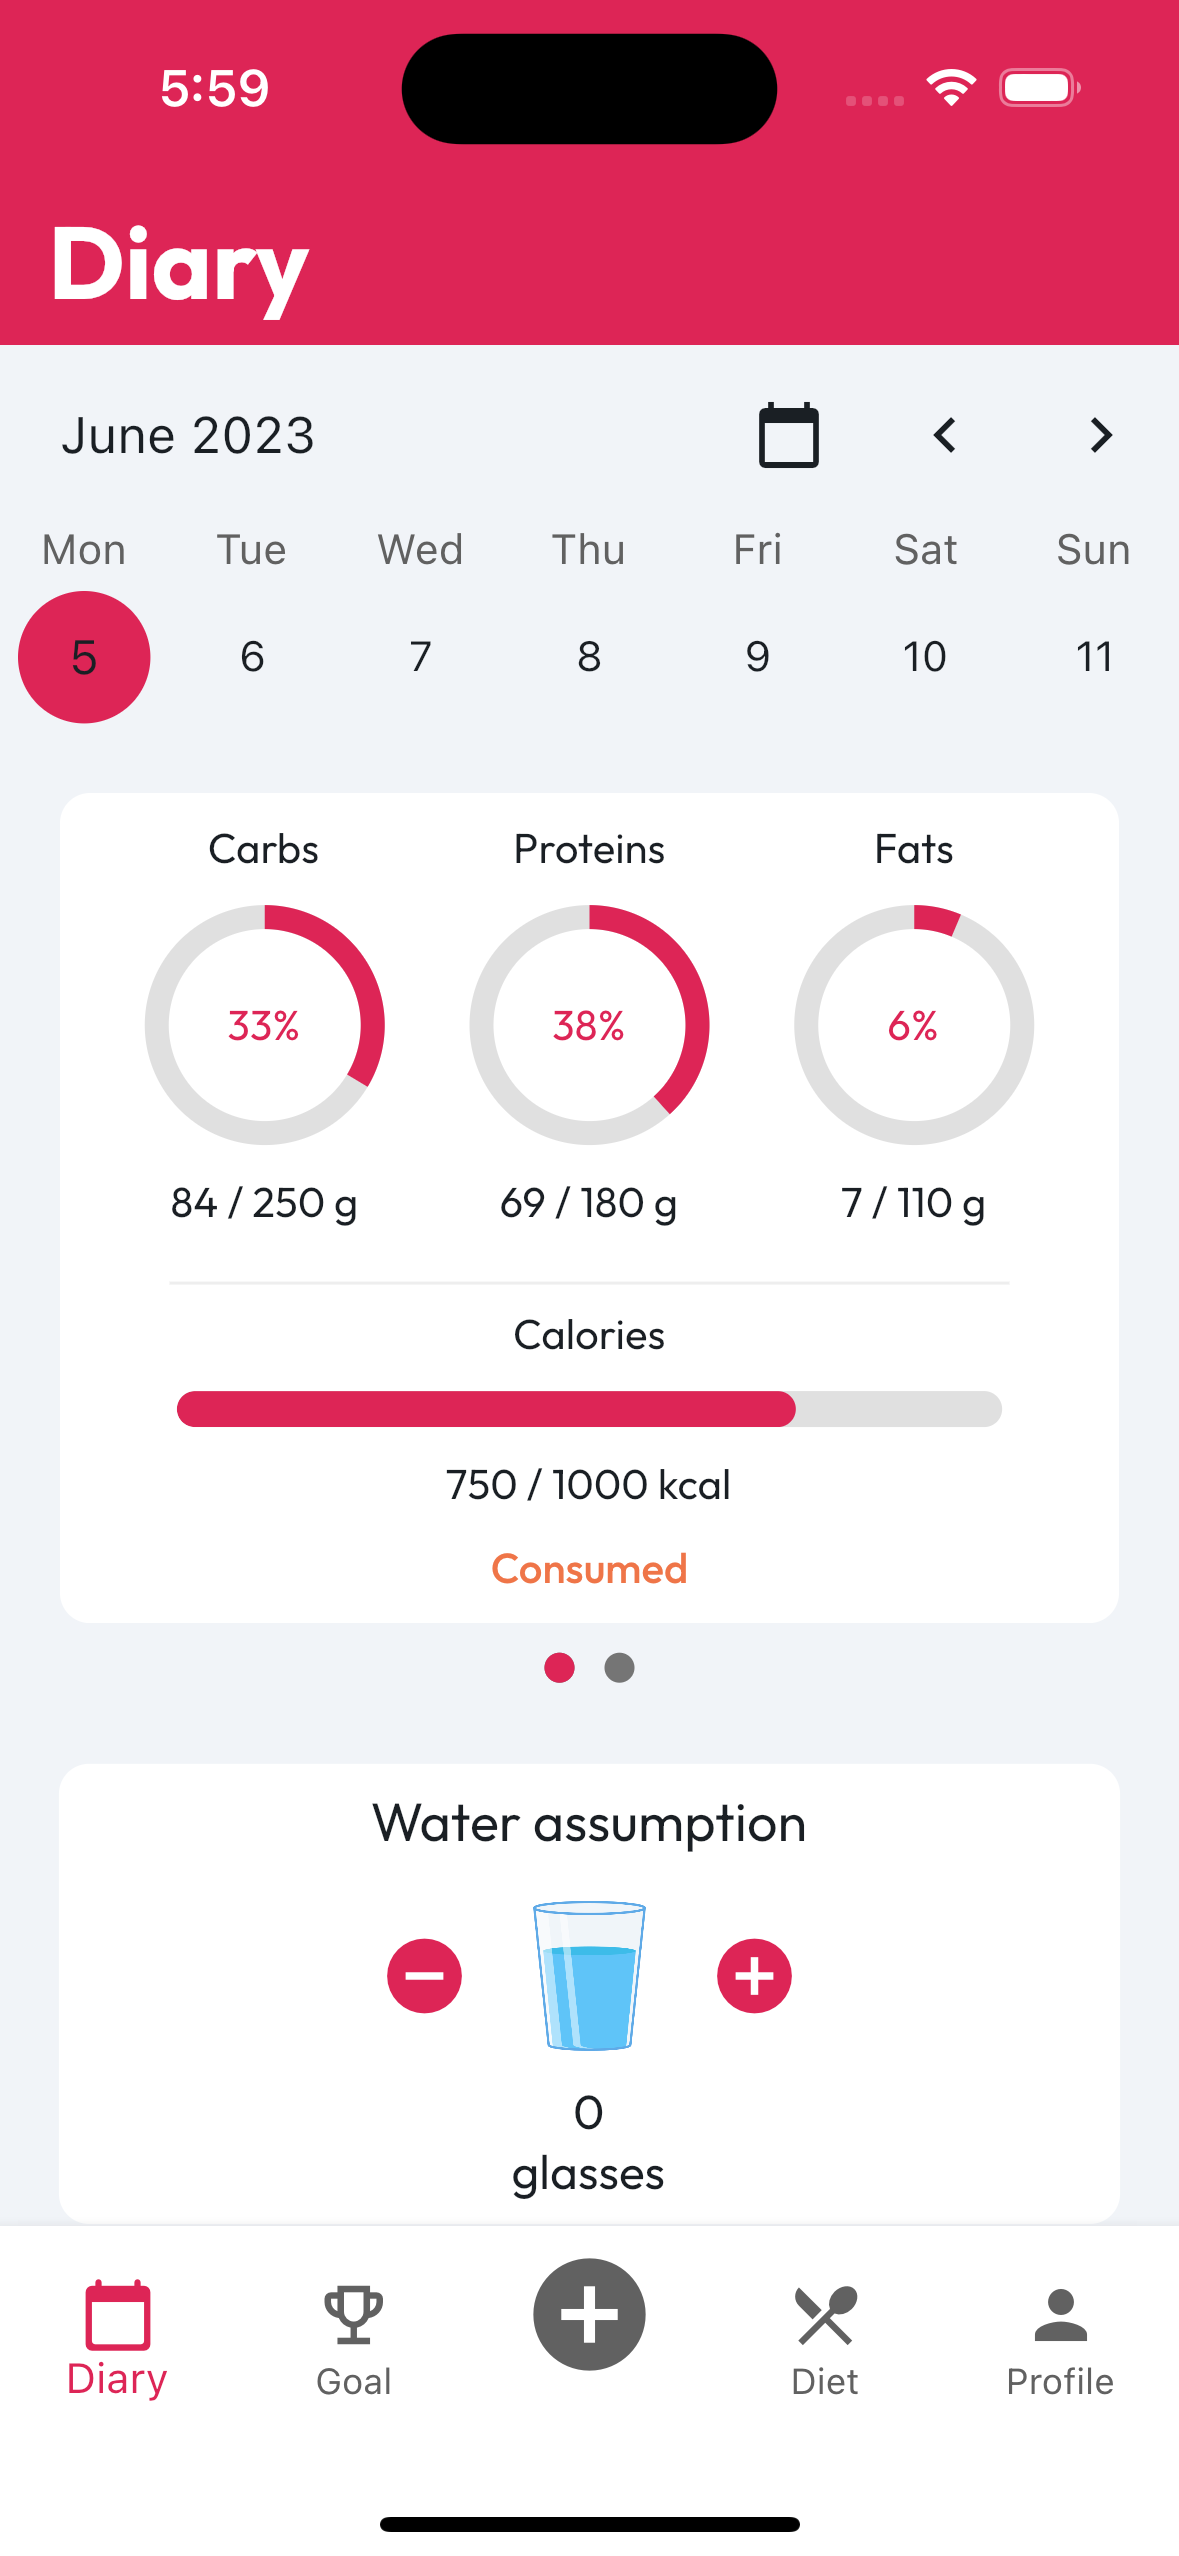 5:59
Diary
June 2023
Mon Tue Wed Thu Fri Sat Sun
5 6 7 8 9 10 11
Carbs Proteins Fats
33% 38% 6%
84 / 250 g 69 / 180 g 7 / 110 g
Calories
750 / 1000 kcal
Consumed
Water assumption
0
glasses
Diary Goal Diet Profile